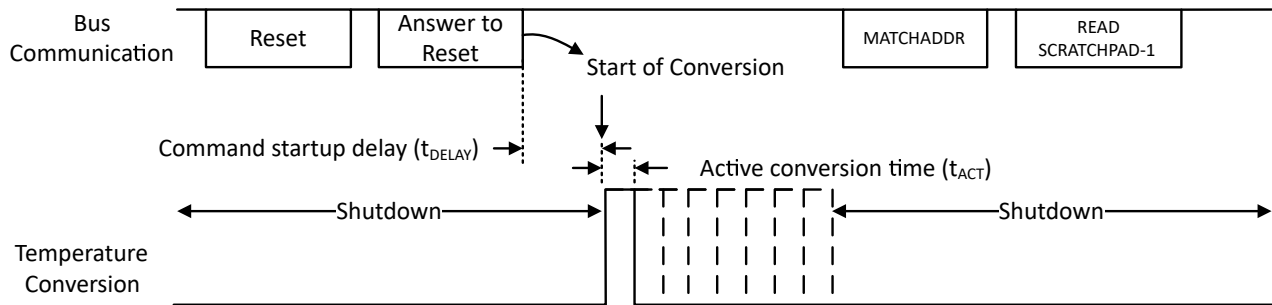 Bus
Communication
Reset
Answer to
Reset
MATCHADDR
READ
SCRATCHPAD-1
Start of Conversion
Command startup delay (tDELAY)
Active conversion time (tACT)
Shutdown
Shutdown
Temperature
Conversion